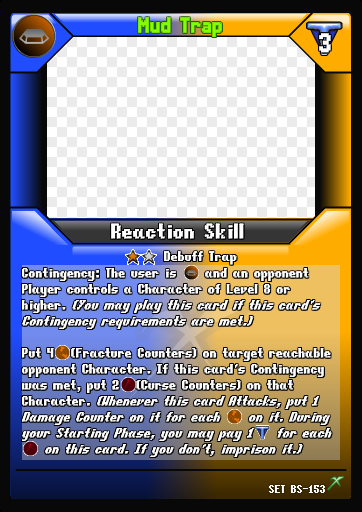 Mud Trap
3
Reaction Skill
Debuff Trap
Contingency: The user is and an opponent
Player controls a Character of Level 8 or
higher. (You may play this card if this card's
Contingency requirements are met.)
Put 4 (Fracture Counters) on target reachable
opponent Character. If this card's Contingency
was met, put 2 (Curse Counters) on that
Character. (Whenever this card Attacks, put 1
Damage Counter on it for each on it. During
your Starting Phase, you may pay 1 for each
on this card. If you don't, imprison it.)
SET BS-153